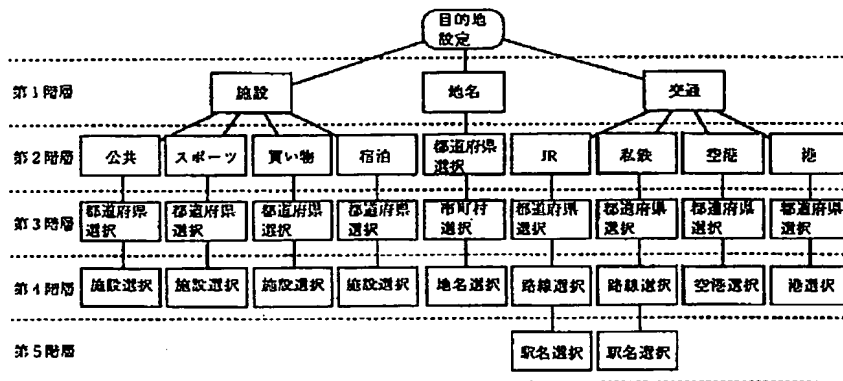 目的地
設定
第1階層
施設
地名
交通
第2階層
公共
スポーツ
買い物
宿泊
都道府県
選択
JR
私鉄
空港
港
第3階層
都道府県
選択
都道府県
選択
都道府県
選択
都道府県
選択
市町村
選択
都道府県
選択
都道府県
選択
都道府県
選択
都道府県
選択
第4階層
施設選択
施設選択
施設選択
施設選択
地名選択
路線選択
路線選択
空港選択
港選択
第5階層
駅名選択
駅名選択